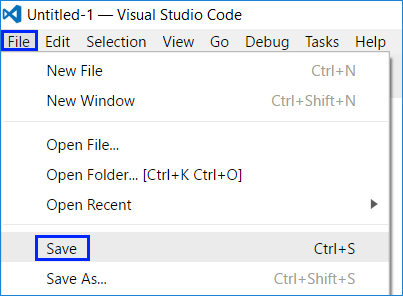 Untitled-1 — Visual Studio Code
File Edit Selection View Go Debug Tasks Help
New File Ctrl+N
New Window Ctrl+Shift+N
Open File...
Open Folder... [Ctrl+K Ctrl+O]
Open Recent
Save Ctrl+S
Save As... Ctrl+Shift+S